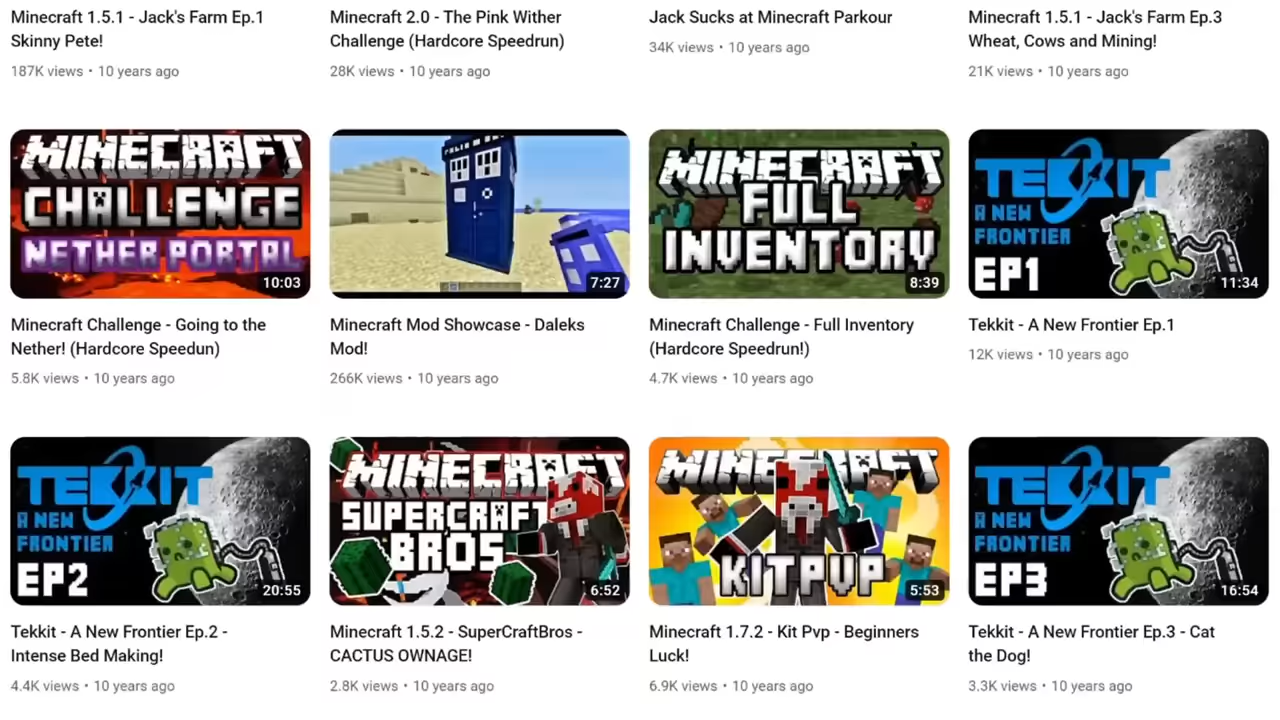 Minecraft 1.5.1 - Jack's Farm Ep.1
Skinny Pete!
187K views • 10 years ago
Minecraft 2.0 - The Pink Wither
Challenge (Hardcore Speedrun)
28K views • 10 years ago
Jack Sucks at Minecraft Parkour
34K views • 10 years ago
Minecraft 1.5.1 - Jack's Farm Ep.3
Wheat, Cows and Mining!
21K views • 10 years ago
MINECRAFT
CHALLENGE
NETHER PORTAL
10:03
Minecraft Challenge - Going to the
Nether! (Hardcore Speedun)
5.8K views • 10 years ago
7:27
Minecraft Mod Showcase - Daleks
Mod!
266K views • 10 years ago
MINECRAFT
FULL
INVENTORY
8:39
Minecraft Challenge - Full Inventory
(Hardcore Speedrun!)
4.7K views • 10 years ago
TEKKIT
A NEW
FRONTIER
EP1
11:34
Tekkit - A New Frontier Ep.1
12K views • 10 years ago
TEKKIT
A NEW
FRONTIER
EP2
20:55
Tekkit - A New Frontier Ep.2 -
Intense Bed Making!
4.4K views • 10 years ago
MINECRAFT
SUPERCRAFT
BROS
6:52
Minecraft 1.5.2 - SuperCraftBros -
CACTUS OWNAGE!
2.8K views • 10 years ago
MINECRAFT
KITPVP
5:53
Minecraft 1.7.2 - Kit Pvp - Beginners
Luck!
6.9K views • 10 years ago
TEKKIT
A NEW
FRONTIER
EP3
16:54
Tekkit - A New Frontier Ep.3 - Cat
the Dog!
3.3K views • 10 years ago